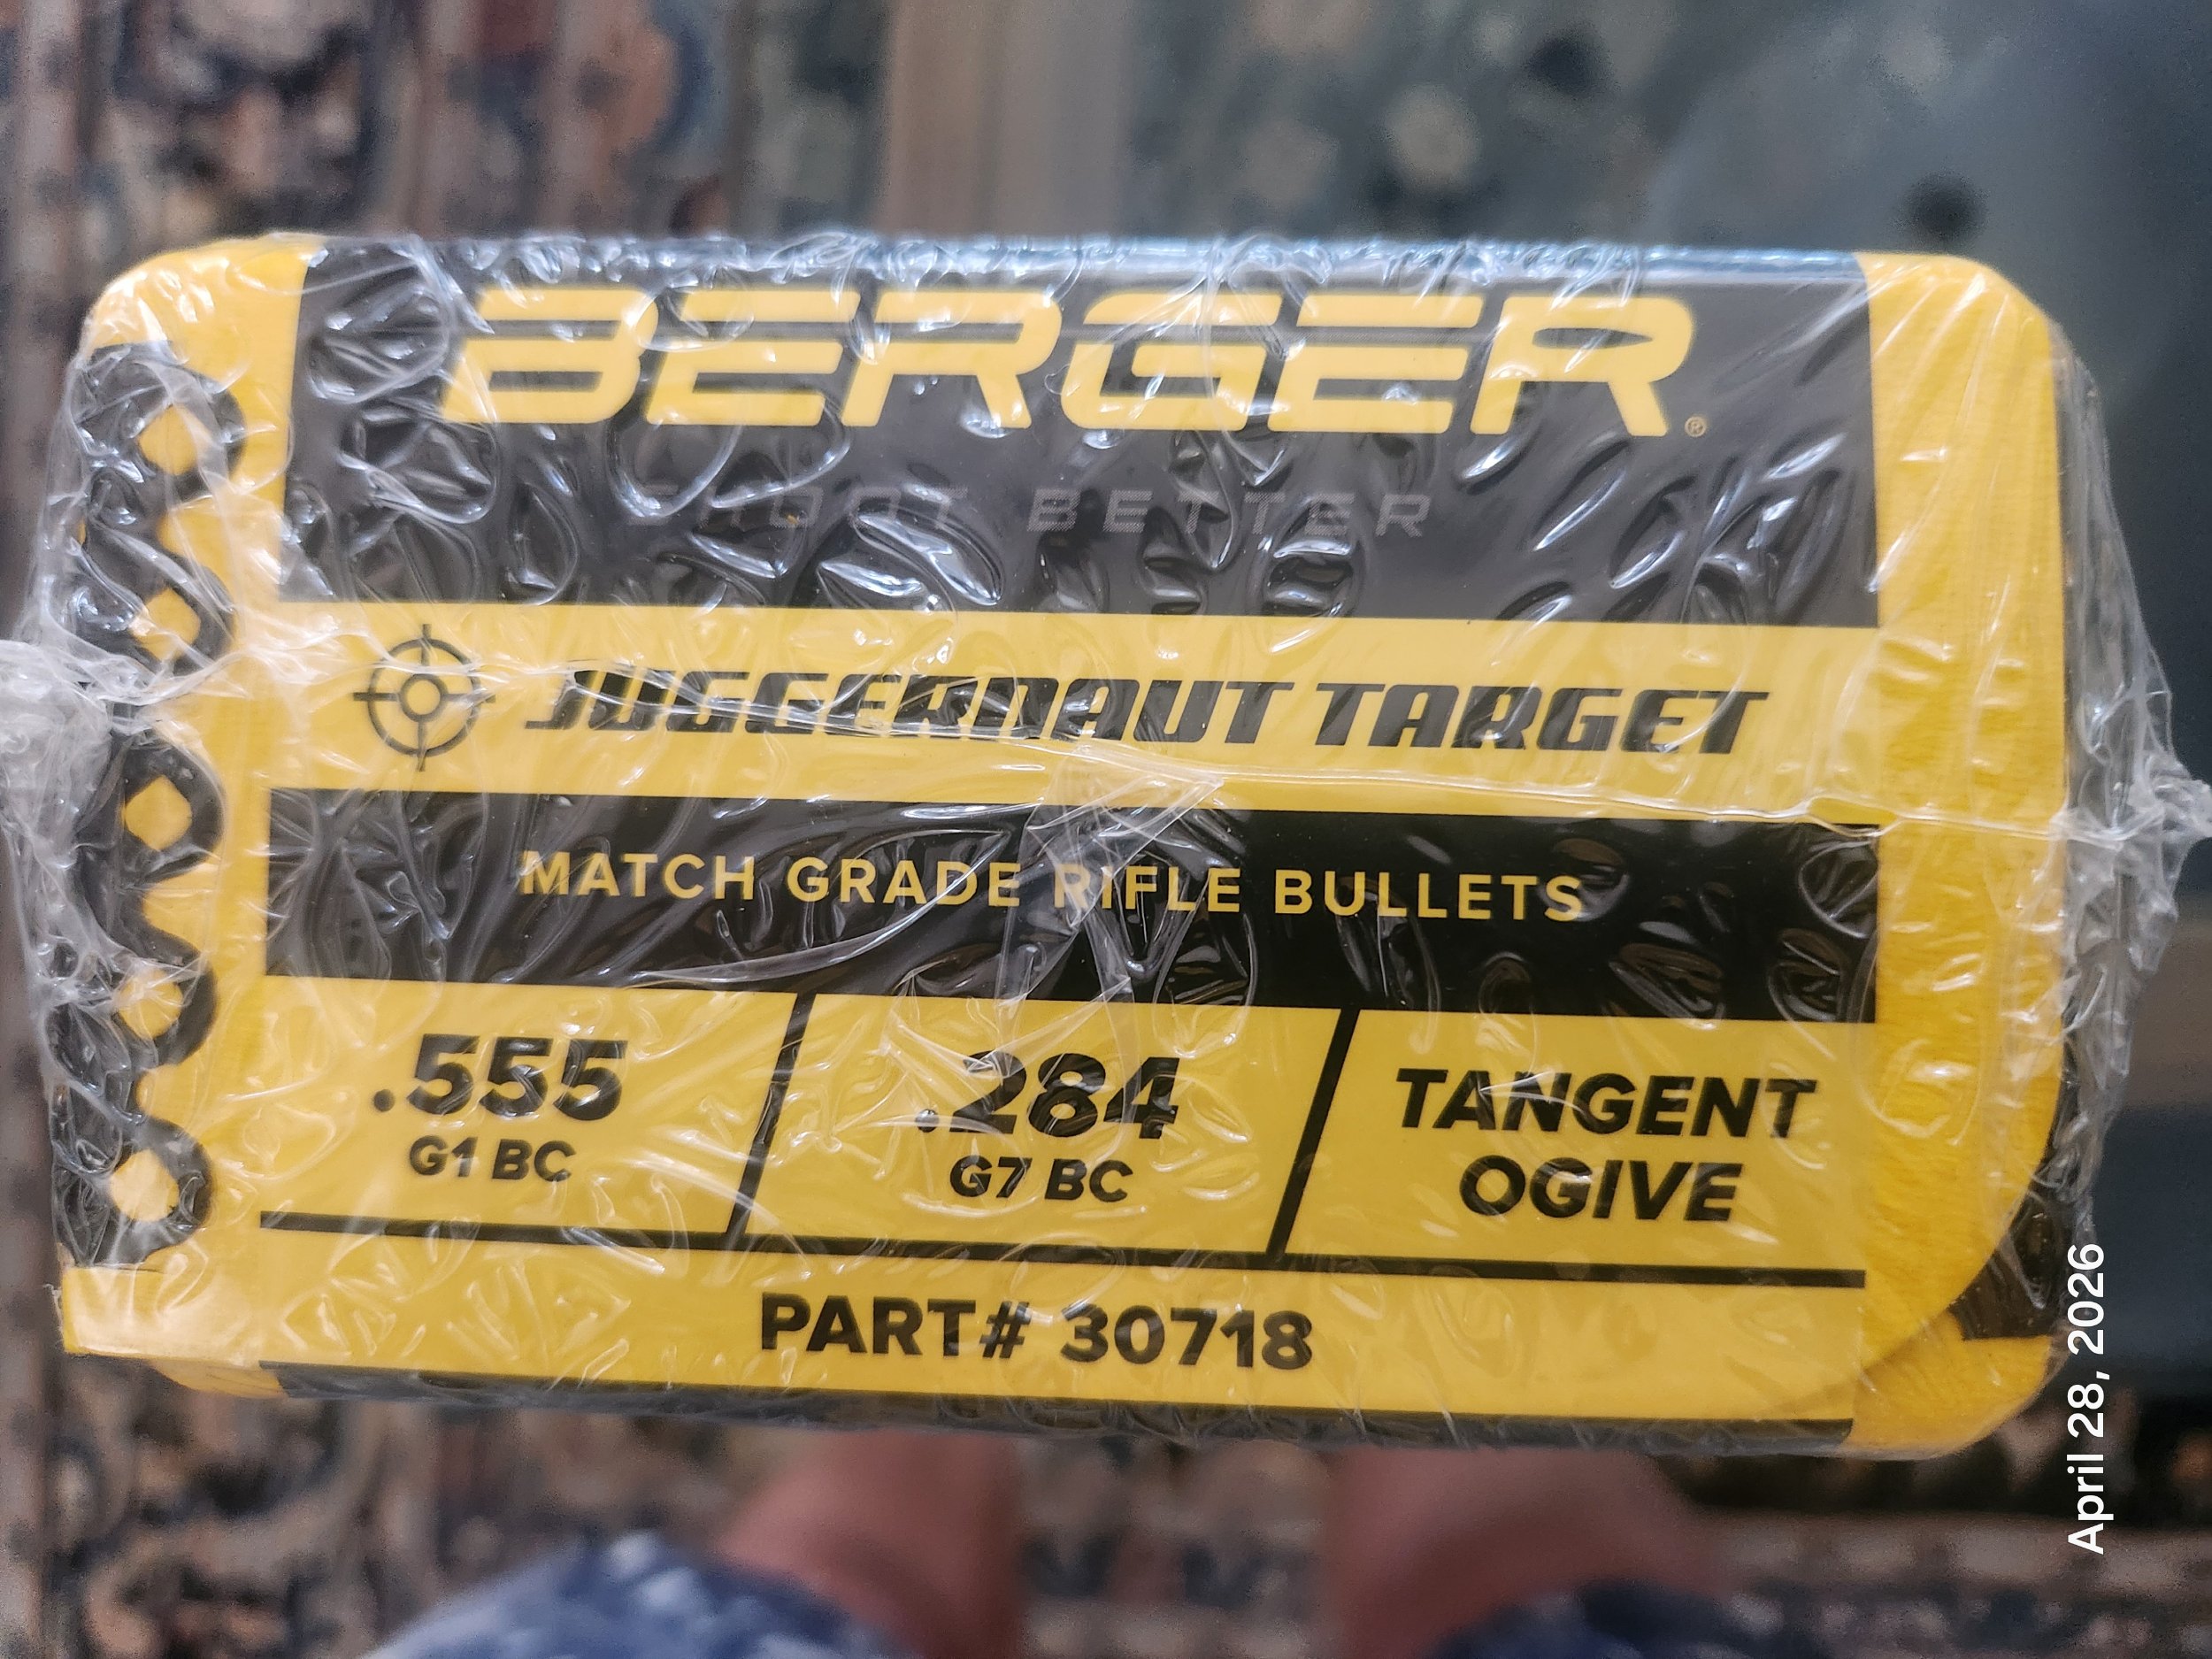 BERGER®
SHOOT BETTER
JUGGERNAUT TARGET
MATCH GRADE RIFLE BULLETS
.555
G1 BC
.284
G7 BC
TANGENT
OGIVE
PART# 30718
April 28, 2026